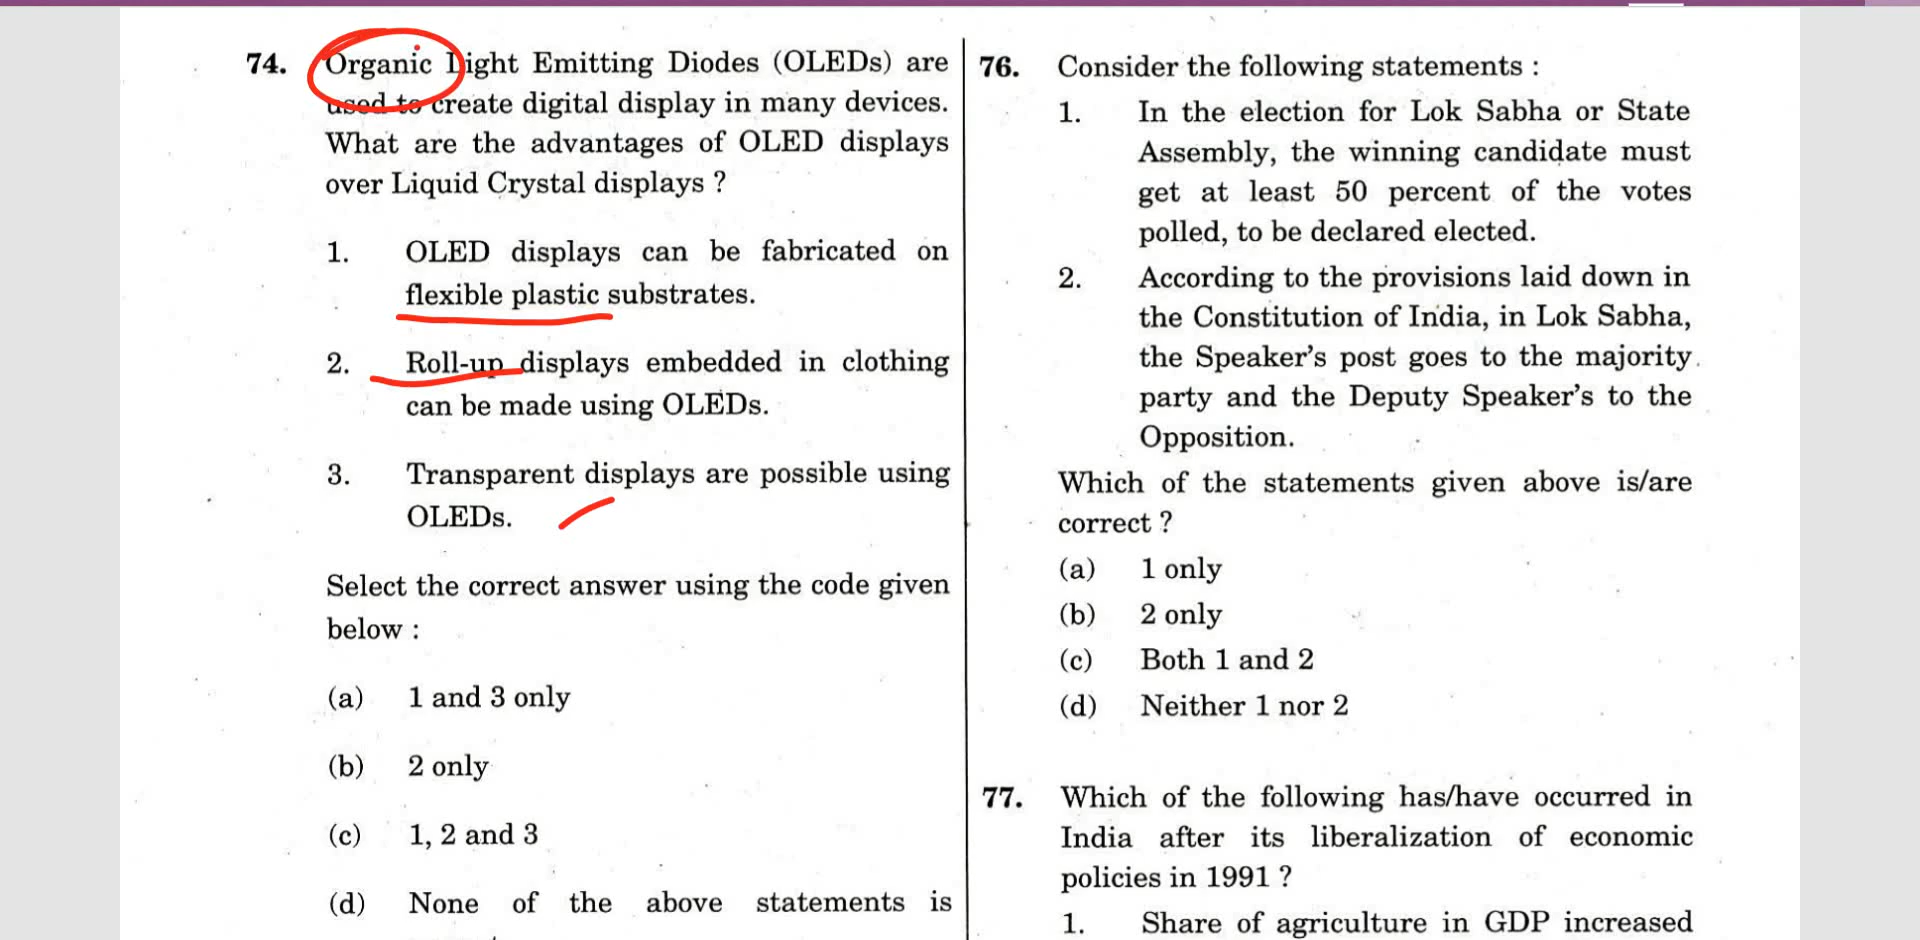 74. Organic Light Emitting Diodes (OLEDs) are
used to create digital display in many devices.
What are the advantages of OLED displays
over Liquid Crystal displays ?
1. OLED displays can be fabricated on
flexible plastic substrates.
2. Roll-up displays embedded in clothing
can be made using OLEDs.
3. Transparent displays are possible using
OLEDs.
Select the correct answer using the code given
below :
(a) 1 and 3 only
(b) 2 only
(c) 1, 2 and 3
(d) None of the above statements is
76. Consider the following statements :
1. In the election for Lok Sabha or State
Assembly, the winning candidate must
get at least 50 percent of the votes
polled, to be declared elected.
2. According to the provisions laid down in
the Constitution of India, in Lok Sabha,
the Speaker's post goes to the majority
party and the Deputy Speaker's to the
Opposition.
Which of the statements given above is/are
correct ?
(a) 1 only
(b) 2 only
(c) Both 1 and 2
(d) Neither 1 nor 2
77. Which of the following has/have occurred in
India after its liberalization of economic
policies in 1991 ?
1. Share of agriculture in GDP increased